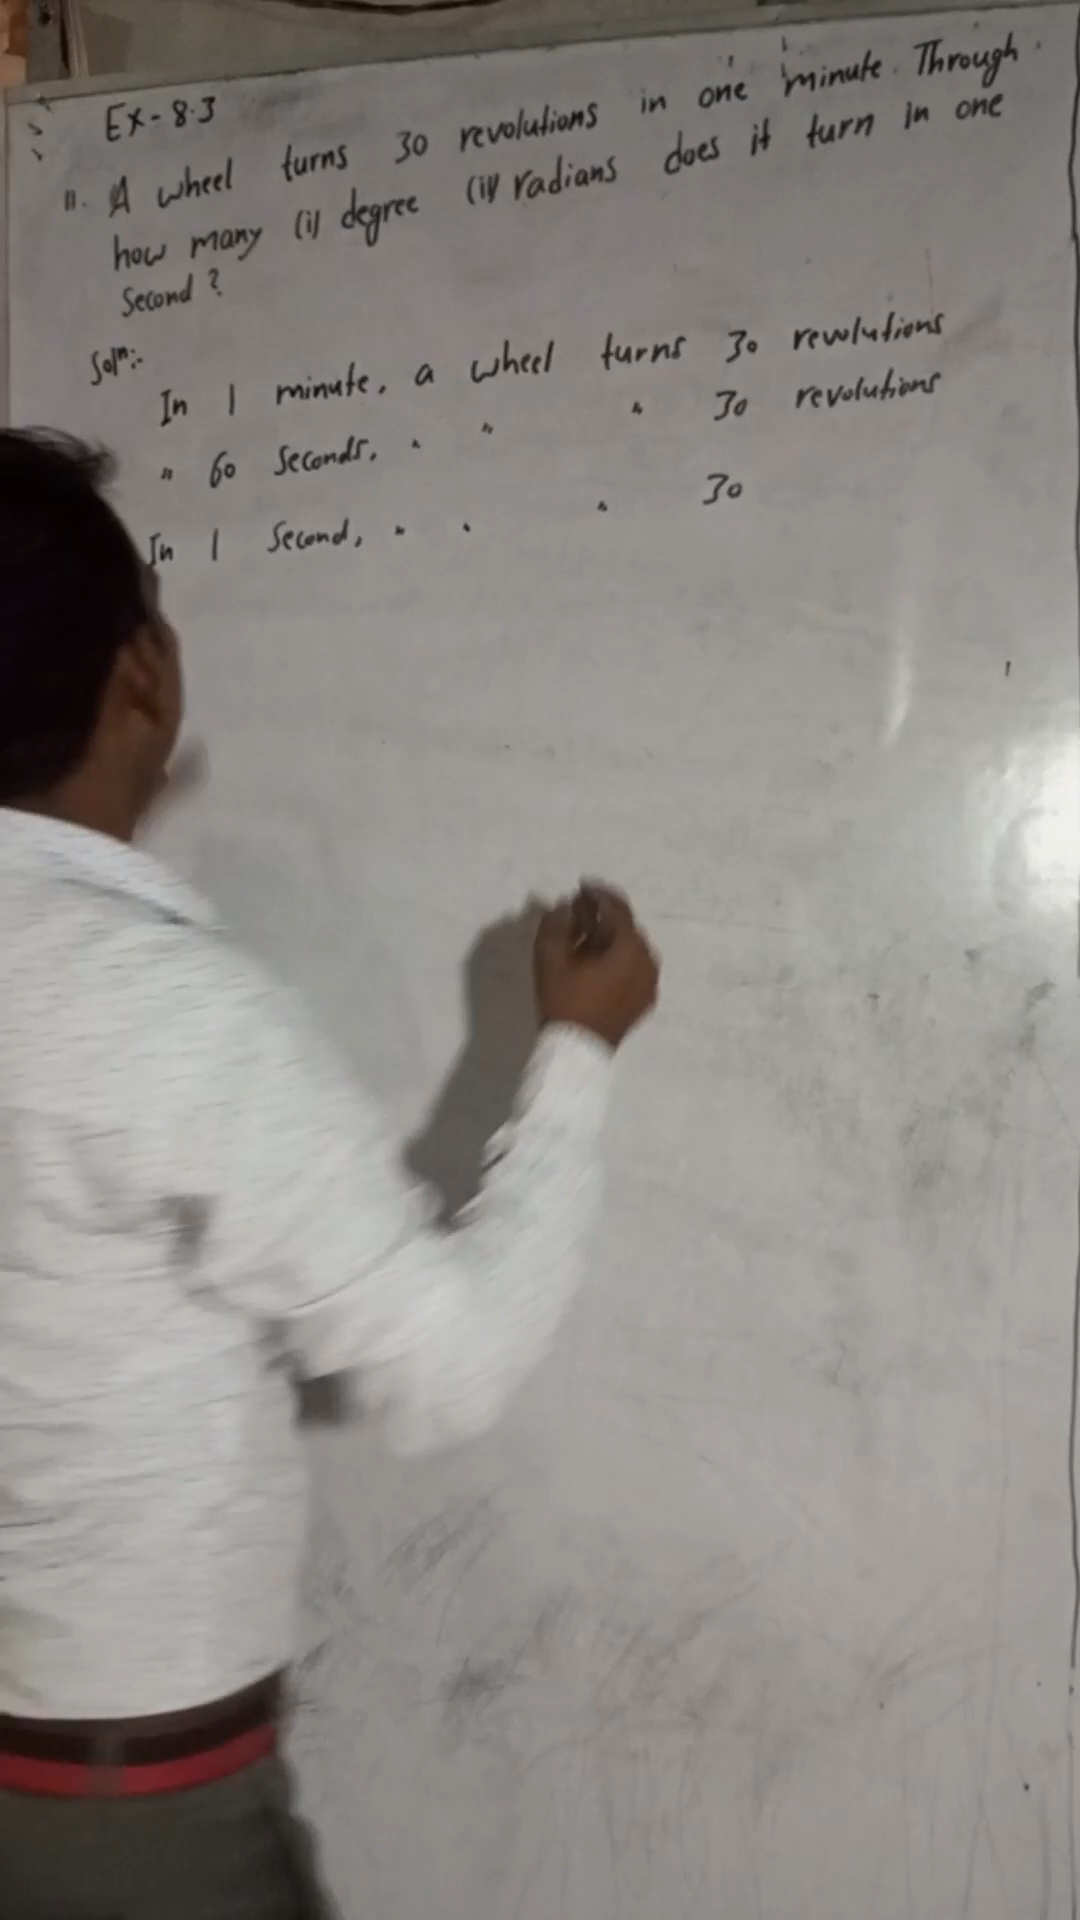 Ex-8.3
11. A wheel turns 30 revolutions in one minute. Through
how many (i) degree (ii) radians does it turn in one
Second?
Solⁿ:-
In 1 minute, a wheel turns 30 revolutions
" 60 Seconds, " " " 30 revolutions
In 1 Second, " " " 30